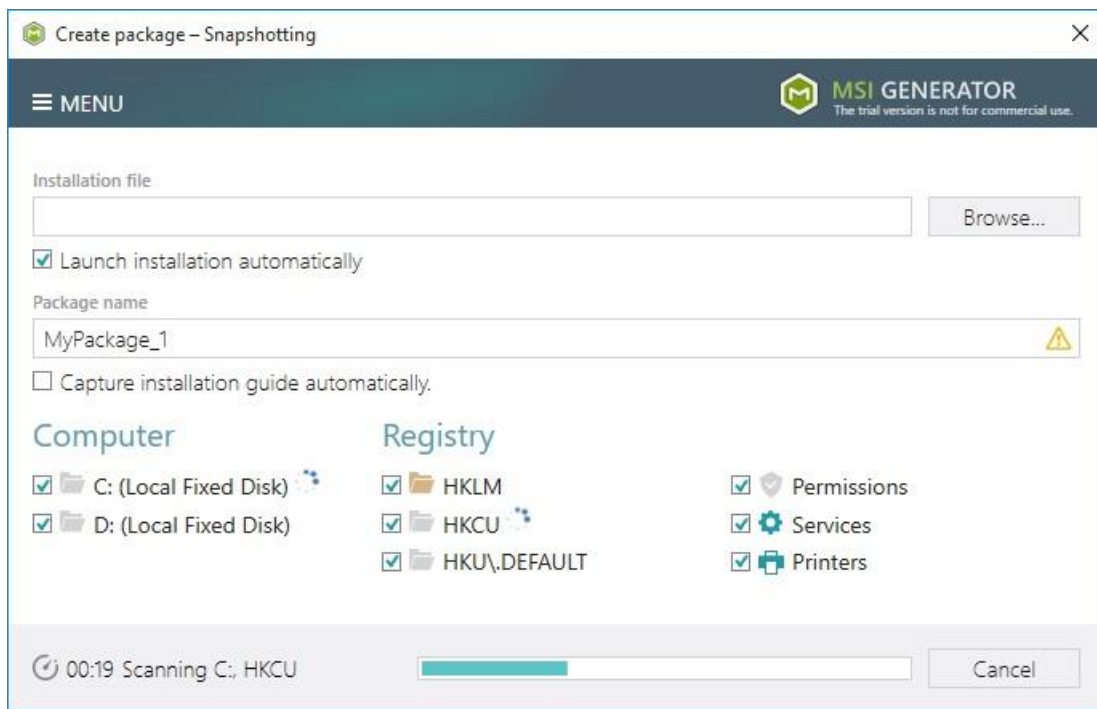 Create package – Snapshotting
MENU
MSI GENERATOR
The trial version is not for commercial use.
Installation file
Browse...
Launch installation automatically
Package name
MyPackage_1
Capture installation guide automatically.
Computer
Registry
C: (Local Fixed Disk)
HKLM
Permissions
D: (Local Fixed Disk)
HKCU
Services
HKU\.DEFAULT
Printers
00:19 Scanning C:, HKCU
Cancel